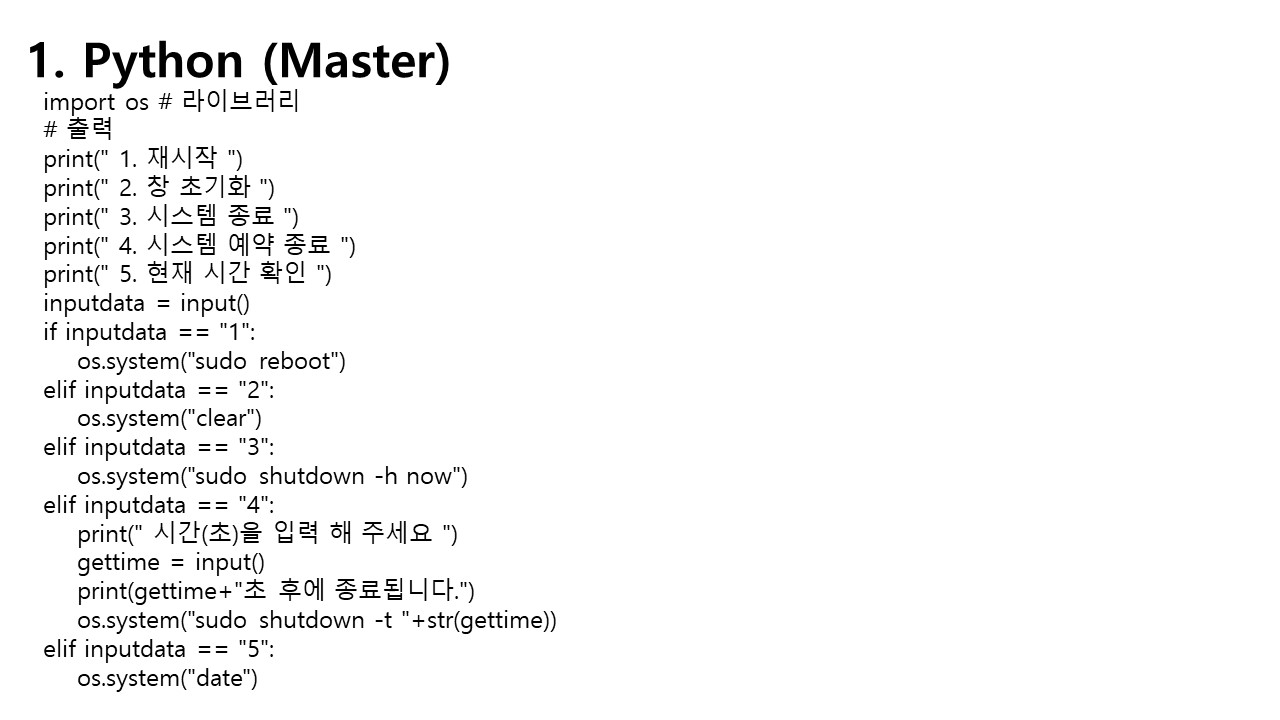 1. Python (Master)
import os # 라이브러리
# 출력
print(" 1. 재시작 ")
print(" 2. 창 초기화 ")
print(" 3. 시스템 종료 ")
print(" 4. 시스템 예약 종료 ")
print(" 5. 현재 시간 확인 ")
inputdata = input()
if inputdata == "1":
    os.system("sudo reboot")
elif inputdata == "2":
    os.system("clear")
elif inputdata == "3":
    os.system("sudo shutdown -h now")
elif inputdata == "4":
    print(" 시간(초)을 입력 해 주세요 ")
    gettime = input()
    print(gettime+"초 후에 종료됩니다.")
    os.system("sudo shutdown -t "+str(gettime))
elif inputdata == "5":
    os.system("date")